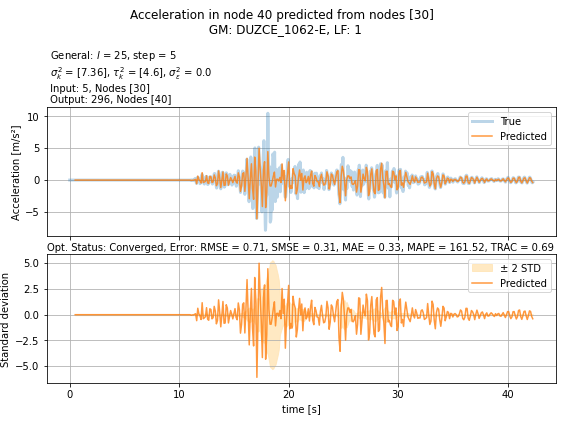 Acceleration in node 40 predicted from nodes [30]
GM: DUZCE_1062-E, LF: 1
General: l = 25, step = 5
σ²ₖ = [7.36], τ²ₖ = [4.6], σ²ε = 0.0
Input: 5, Nodes [30]
Output: 296, Nodes [40]
10
5
0
−5
Acceleration [m/s²]
True
Predicted
Opt. Status: Converged, Error: RMSE = 0.71, SMSE = 0.31, MAE = 0.33, MAPE = 161.52, TRAC = 0.69
5.0
2.5
0.0
−2.5
−5.0
Standard deviation
± 2 STD
Predicted
0 10 20 30 40
time [s]